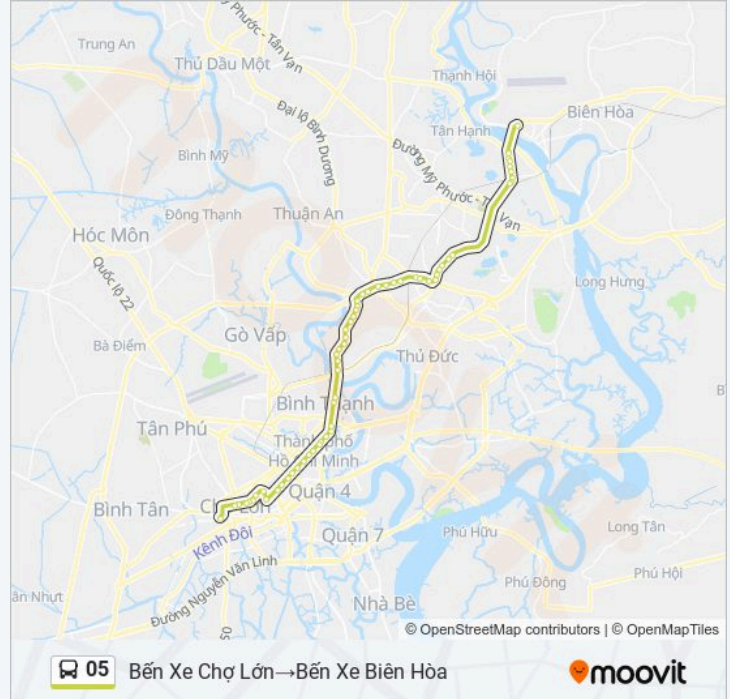 Trung An
Phước - Tân Vạn
Thủ Dầu Một
Thạnh Hội
Biên Hòa
Đại lộ Bình Dương
Tân Hạnh
Bình Mỹ
Đường Mỹ Phước - Tân Vạn
Đông Thạnh
Thuận An
Hóc Môn
Quốc lộ 22
Long Hưng
Gò Vấp
Bà Điểm
Thủ Đức
Bình Thạnh
Tân Phú
Thành phố
Hồ Chí Minh
Chợ Lớn
Quận 4
Bình Tân
Kênh Đôi
Quận 7
Phú Hữu
Long Tân
Đường Nguyễn Văn Linh
Phú Đông
Phú Hội
ân Nhựt
Nhà Bè
50
© OpenStreetMap contributors | © OpenMapTiles
05 Bến Xe Chợ Lớn→Bến Xe Biên Hòa
moovit